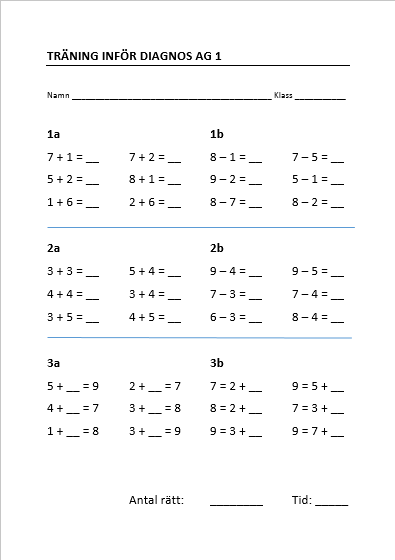 TRÄNING INFÖR DIAGNOS AG 1
Namn ________________________________________ Klass __________
1a 1b
7 + 1 = __ 7 + 2 = __ 8 – 1 = __ 7 – 5 = __
5 + 2 = __ 8 + 1 = __ 9 – 2 = __ 5 – 1 = __
1 + 6 = __ 2 + 6 = __ 8 – 7 = __ 8 – 2 = __
2a 2b
3 + 3 = __ 5 + 4 = __ 9 – 4 = __ 9 – 5 = __
4 + 4 = __ 3 + 4 = __ 7 – 3 = __ 7 – 4 = __
3 + 5 = __ 4 + 5 = __ 6 – 3 = __ 8 – 4 = __
3a 3b
5 + __ = 9 2 + __ = 7 7 = 2 + __ 9 = 5 + __
4 + __ = 7 3 + __ = 8 8 = 2 + __ 7 = 3 + __
1 + __ = 8 3 + __ = 9 9 = 3 + __ 9 = 7 + __
Antal rätt: ________ Tid: _____